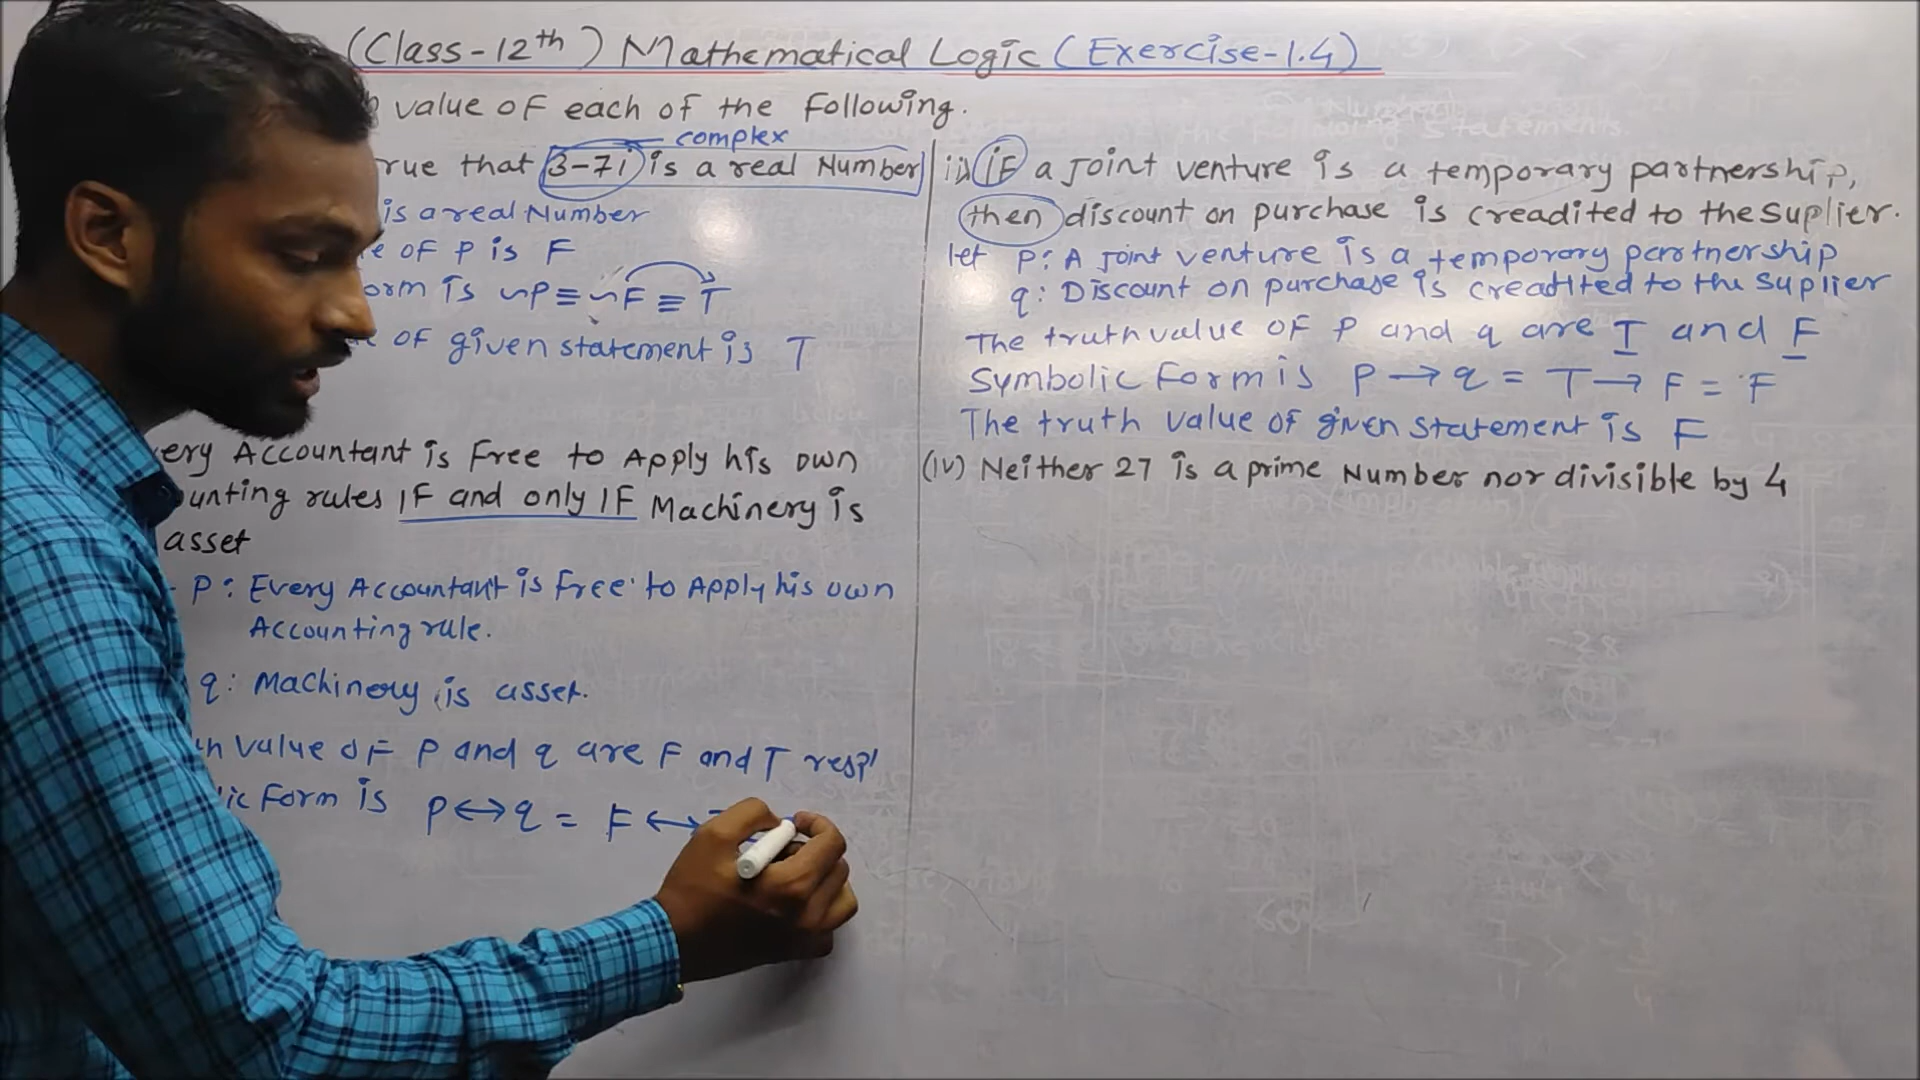 (Class-12th) Mathematical Logic (Exercise-1.4)
value of each of the following.
complex
that 3-7i is a real Number
is a real Number
of P is F
is ~P≡~F≡T
of given statement is T
Accountant is Free to Apply his own
rules IF and only IF Machinery is
asset
P: Every Accountant is free to Apply his own
Accounting rule.
q: Machinery is asset.
value of P and q are F and T resp'
Form is P↔q = F↔
ii) IF a Joint venture is a temporary partnership,
then discount on purchase is creadited to the Suplier.
let P: A Joint venture is a temporary partnership
q: Discount on purchase is creadited to the Suplier
The truth value of P and q are T and F
Symbolic Form is P→q = T→F = F
The truth value of given statement is F
(iv) Neither 27 is a prime Number nor divisible by 4